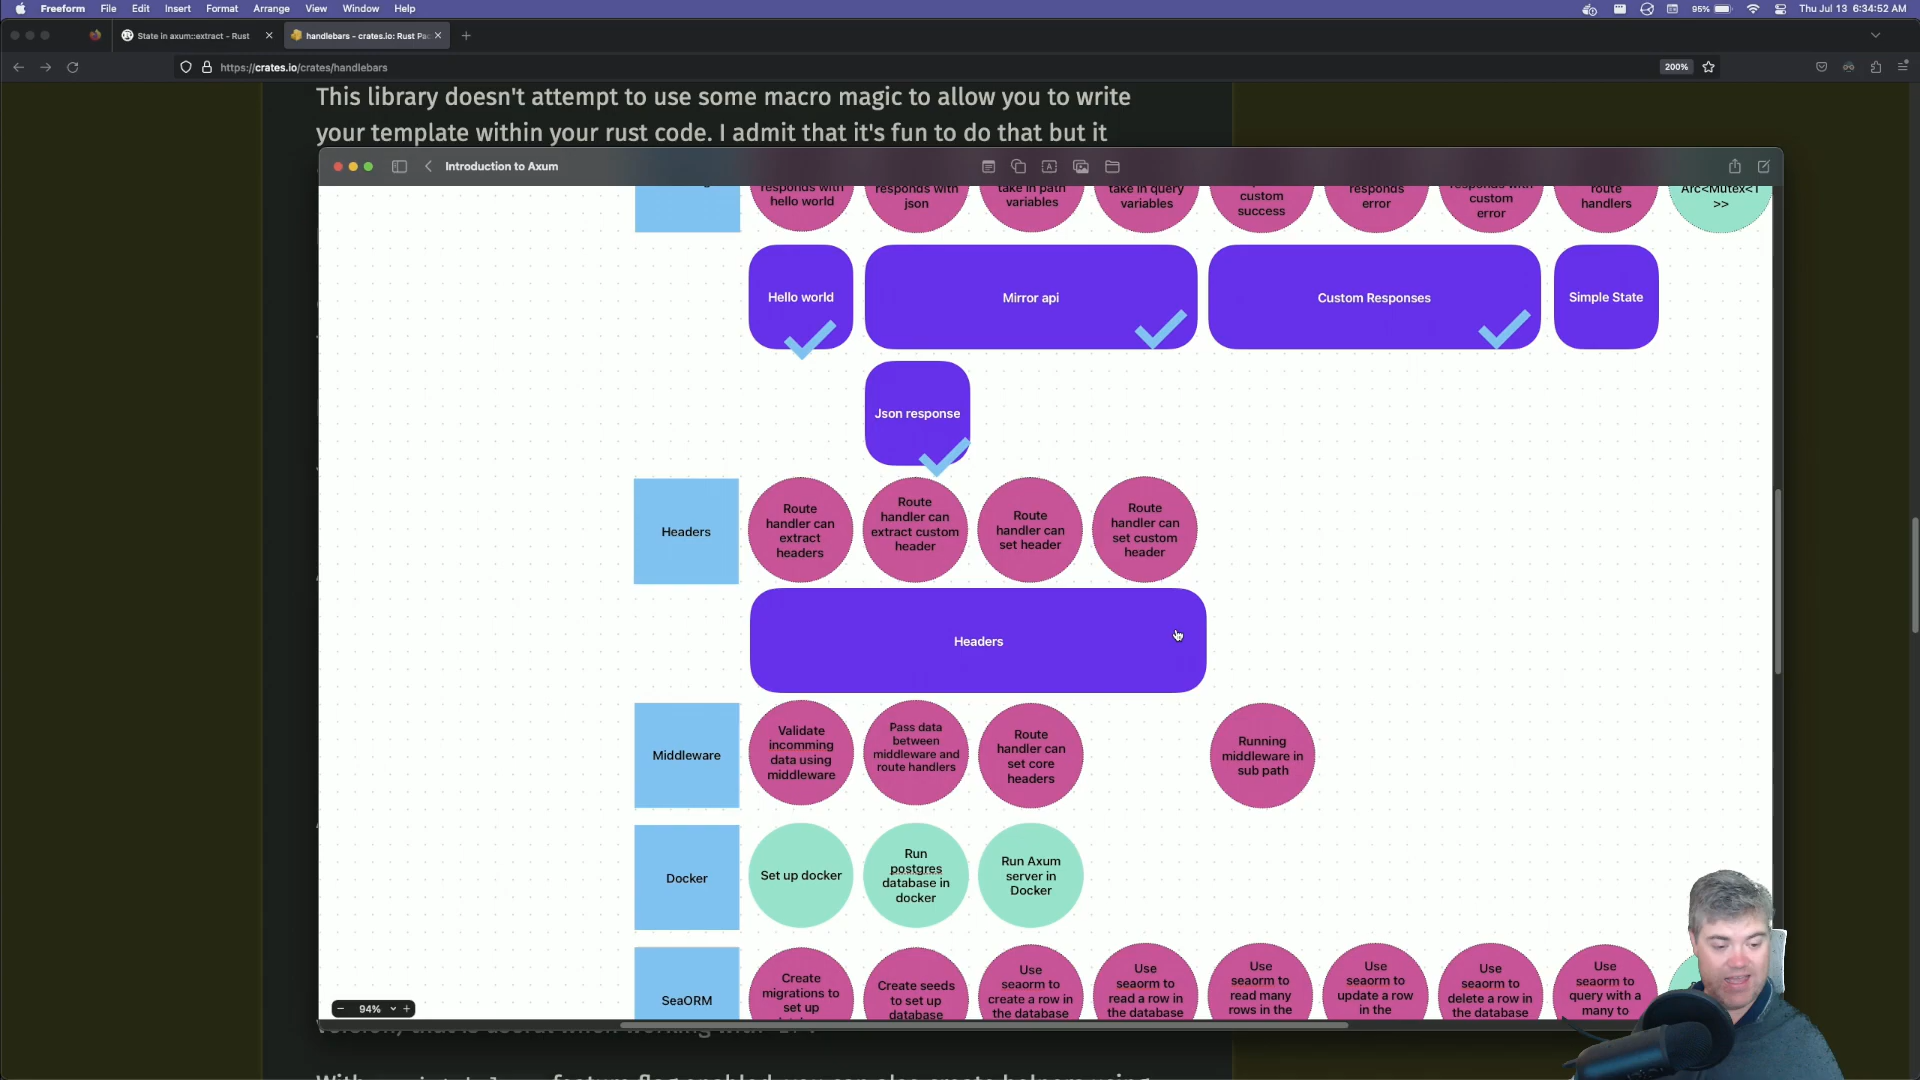 Freeform File Edit Insert Format Arrange View Window Help
95% Thu Jul 13 6:34:52 AM
State in axum::extract - Rust
handlebars - crates.io: Rust Pac
https://crates.io/crates/handlebars
200%
This library doesn't attempt to use some macro magic to allow you to write
your template within your rust code. I admit that it's fun to do that but it
Introduction to Axum
responds with
hello world
responds with
json
take in path
variables
take in query
variables
custom
success
responds
error
responds with
custom
error
route
handlers
Arc<Mutex<T
>>
Hello world
Mirror api
Custom Responses
Simple State
Json response
Headers
Route
handler can
extract
headers
Route
handler can
extract custom
header
Route
handler can
set header
Route
handler can
set custom
header
Headers
Middleware
Validate
incomming
data using
middleware
Pass data
between
middleware and
route handlers
Route
handler can
set core
headers
Running
middleware in
sub path
Docker
Set up docker
Run
postgres
database in
docker
Run Axum
server in
Docker
SeaORM
Create
migrations to
set up
Create seeds
to set up
database
Use
seaorm to
create a row in
the database
Use
seaorm to
read a row in
the database
Use
seaorm to
read many
rows in the
Use
seaorm to
update a row
in the
Use
seaorm to
delete a row in
the database
Use
seaorm to
query with a
many to
94%